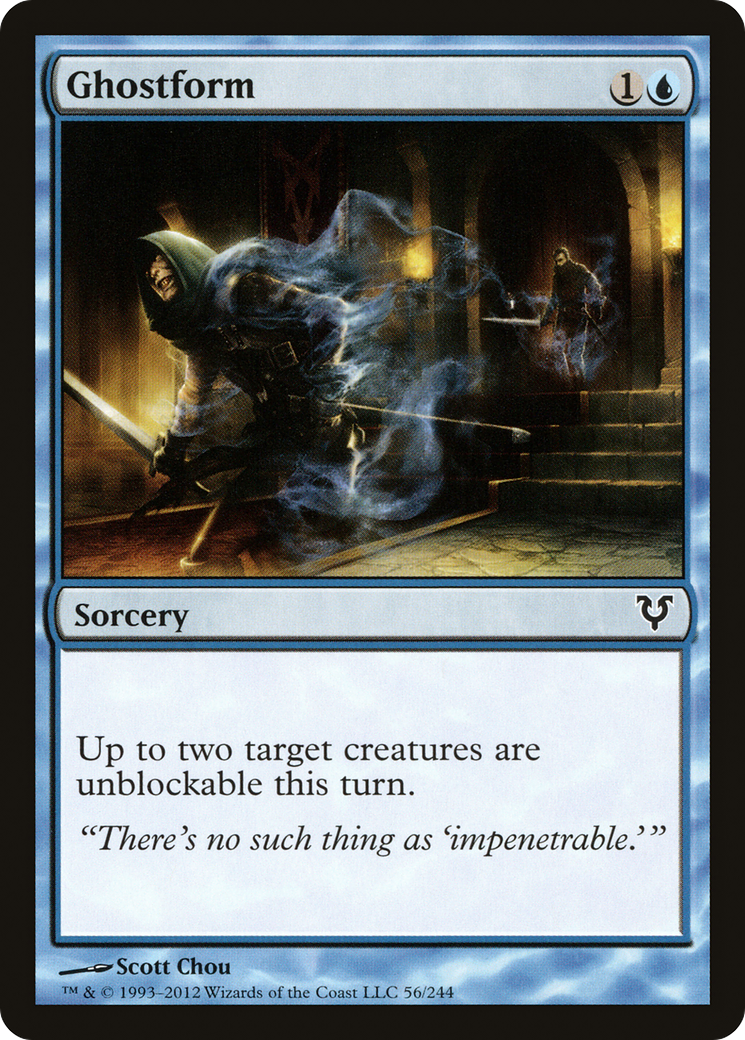 Ghostform 1
Sorcery
Up to two target creatures are
unblockable this turn.
“There’s no such thing as ‘impenetrable.’”
Scott Chou
™ & © 1993–2012 Wizards of the Coast LLC 56/244